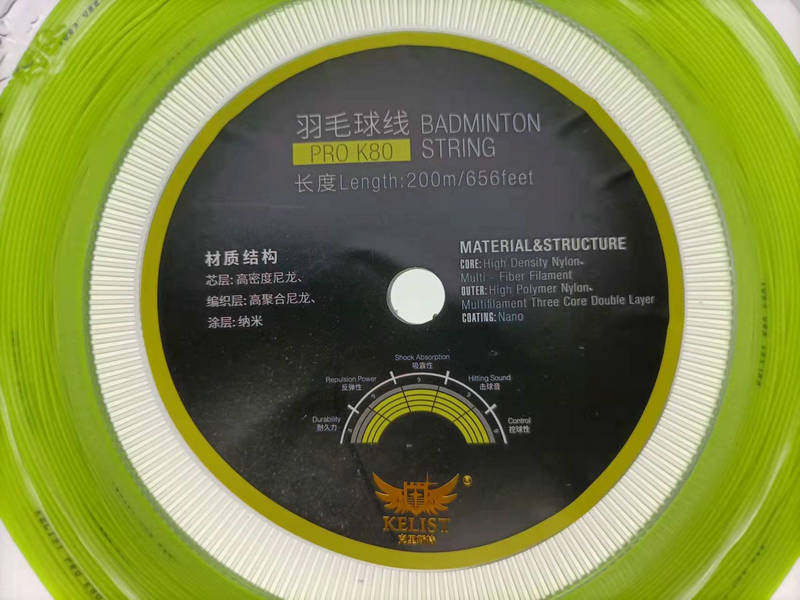 羽毛球线 BADMINTON
PRO K80 STRING
长度Length:200m/656feet
材质结构
芯层:高密度尼龙、
编织层:高聚合尼龙、
涂层:纳米
MATERIAL&STRUCTURE
CORE:High Density Nylon、
Multi - Fiber Filament
OUTER:High Polymer Nylon、
Multifilament Three Core Double Layer
COATING:Nano
Shock Absorption
吸震性
Repulsion Power
反弹性
Hitting Sound
击球音
Durability
耐久力
Control
控球性
KELIST